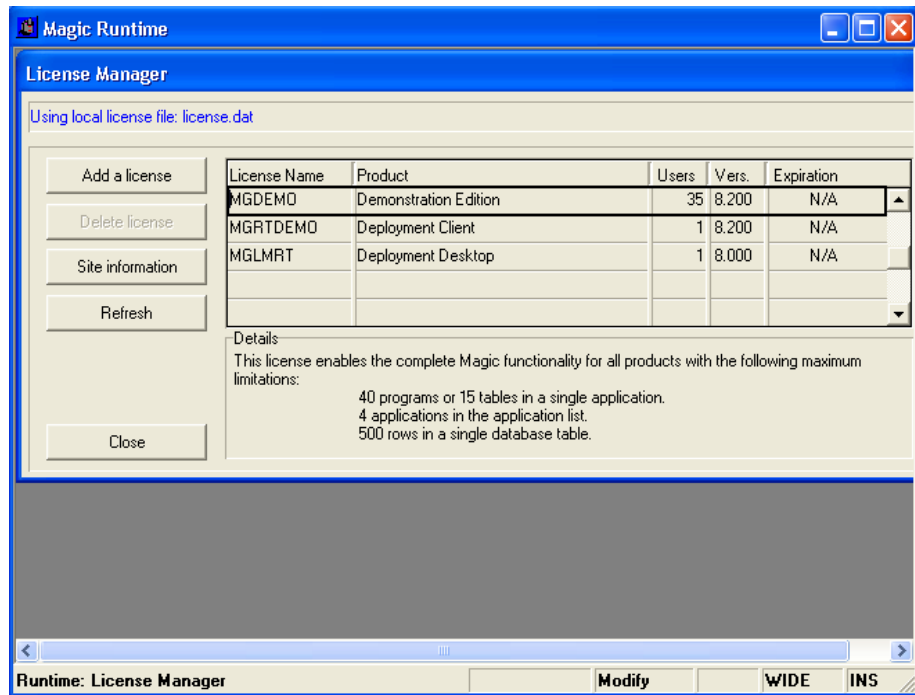 Magic Runtime
License Manager
Using local license file: license.dat
Add a license
Delete license
Site information
Refresh
Close
License Name Product Users Vers. Expiration
MGDEMO Demonstration Edition 35 8.200 N/A
MGRTDEMO Deployment Client 1 8.200 N/A
MGLMRT Deployment Desktop 1 8.000 N/A
Details
This license enables the complete Magic functionality for all products with the following maximum
limitations:
40 programs or 15 tables in a single application.
4 applications in the application list.
500 rows in a single database table.
Runtime: License Manager Modify WIDE INS